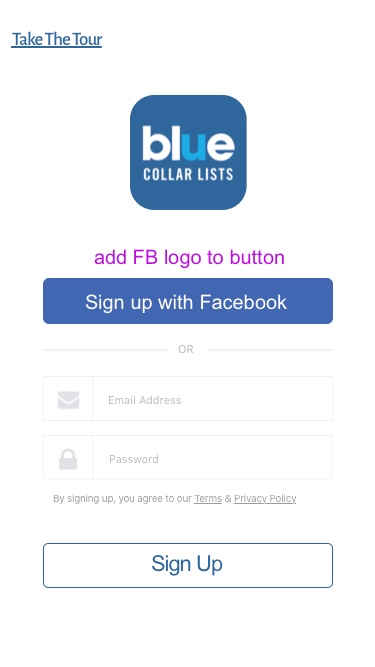 Take The Tour
blue
COLLAR LISTS
add FB logo to button
Sign up with Facebook
OR
Email Address
Password
By signing up, you agree to our Terms & Privacy Policy
Sign Up